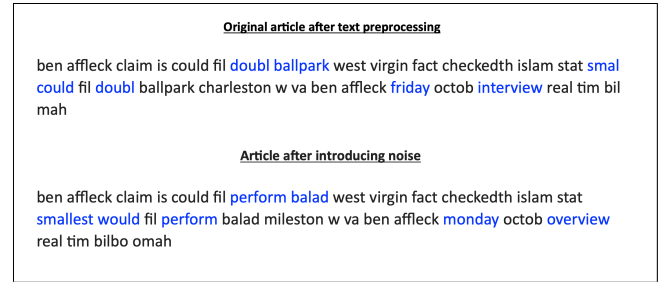 Original article after text preprocessing
ben affleck claim is could fil doubl ballpark west virgin fact checkedth islam stat smal
could fil doubl ballpark charleston w va ben affleck friday octob interview real tim bil
mah
Article after introducing noise
ben affleck claim is could fil perform balad west virgin fact checkedth islam stat
smallest would fil perform balad mileston w va ben affleck monday octob overview
real tim bilbo omah